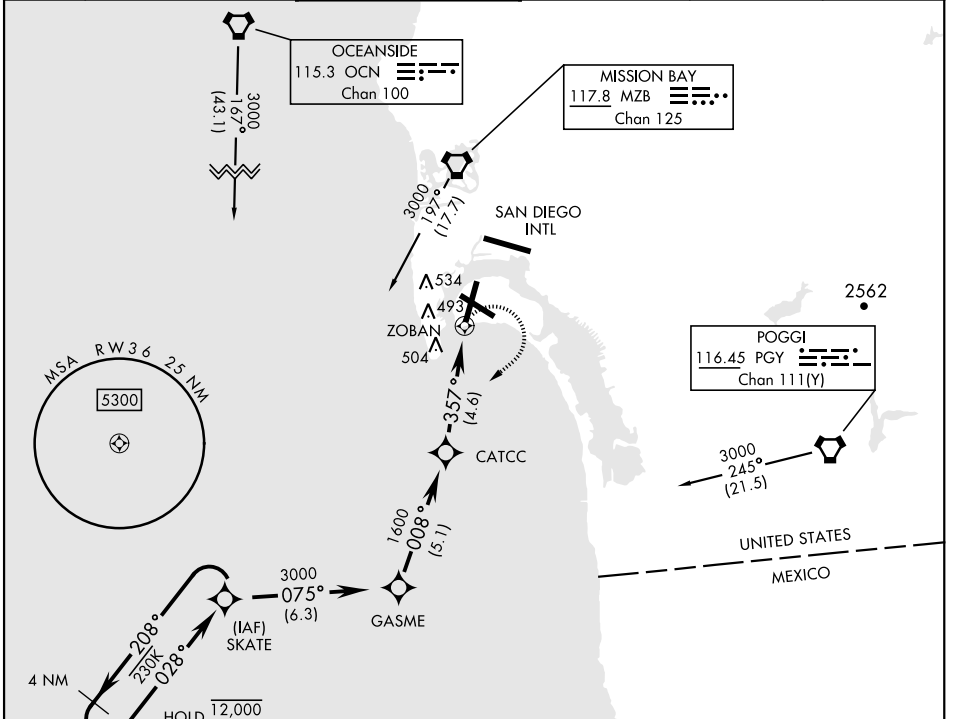 OCEANSIDE
115.3 OCN
Chan 100
3000
167°
(43.1)
MISSION BAY
117.8 MZB
Chan 125
3000
197°
(17.7)
SAN DIEGO
INTL
534
493
ZOBAN
504
2562
POGGI
116.45 PGY
Chan 111(Y)
MSA RW36 25 NM
5300
357°
(4.6)
CATCC
3000
245°
(21.5)
1600
008°
(5.1)
UNITED STATES
MEXICO
3000
075°
(6.3)
GASME
(IAF)
SKATE
208°
230K
028°
4 NM
HOLD 12,000